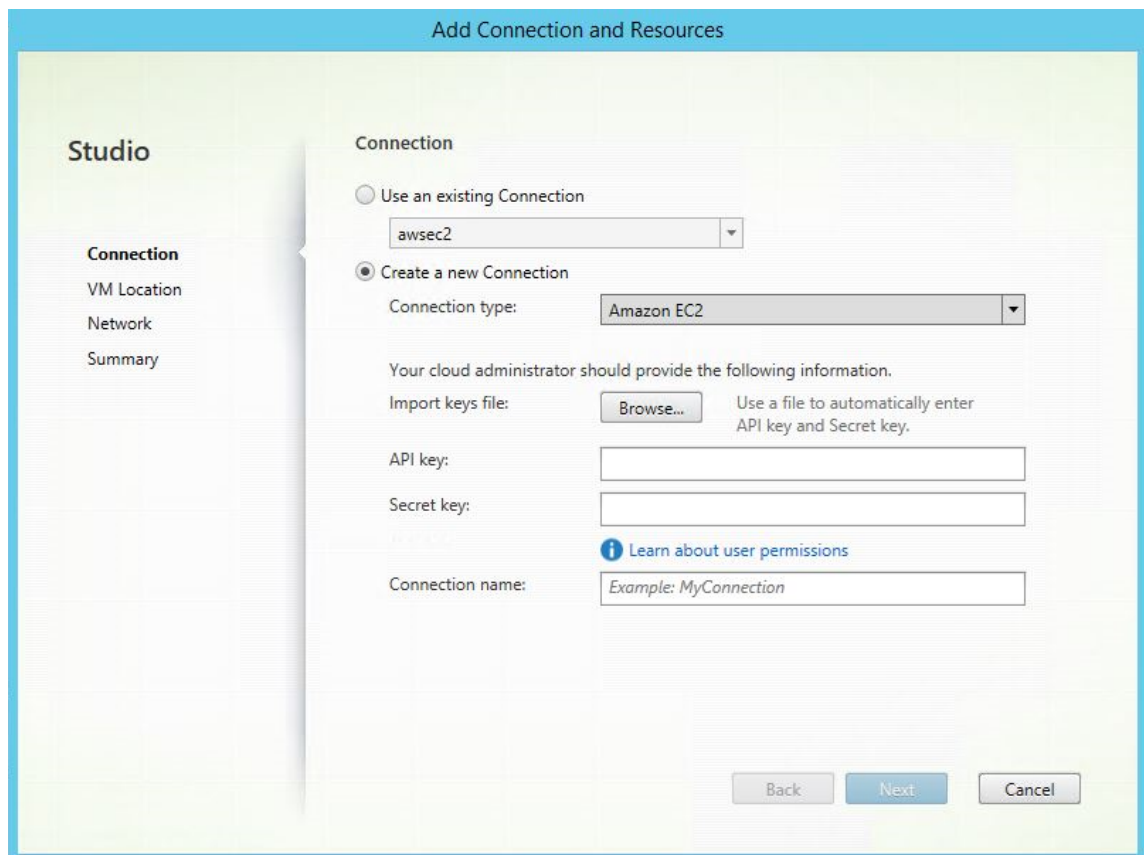 Add Connection and Resources
Studio
Connection
VM Location
Network
Summary
Connection
Use an existing Connection
awsec2
Create a new Connection
Connection type:
Amazon EC2
Your cloud administrator should provide the following information.
Import keys file:
Browse...
Use a file to automatically enter
API key and Secret key.
API key:
Secret key:
Learn about user permissions
Connection name:
Example: MyConnection
Back
Next
Cancel